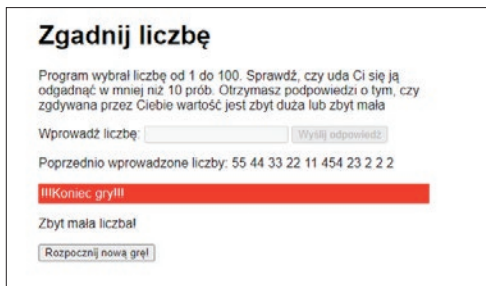 Zgadnij liczbę
Program wybrał liczbę od 1 do 100. Sprawdź, czy uda Ci się ją
odgadnąć w mniej niż 10 prób. Otrzymasz podpowiedzi o tym, czy
zgdywana przez Ciebie wartość jest zbyt duża lub zbyt mała
Wprowadź liczbę: Wyślij odpowiedź
Poprzednio wprowadzone liczby: 55 44 33 22 11 454 23 2 2 2
!!!Koniec gry!!!
Zbyt mała liczba!
Rozpocznij nową grę!